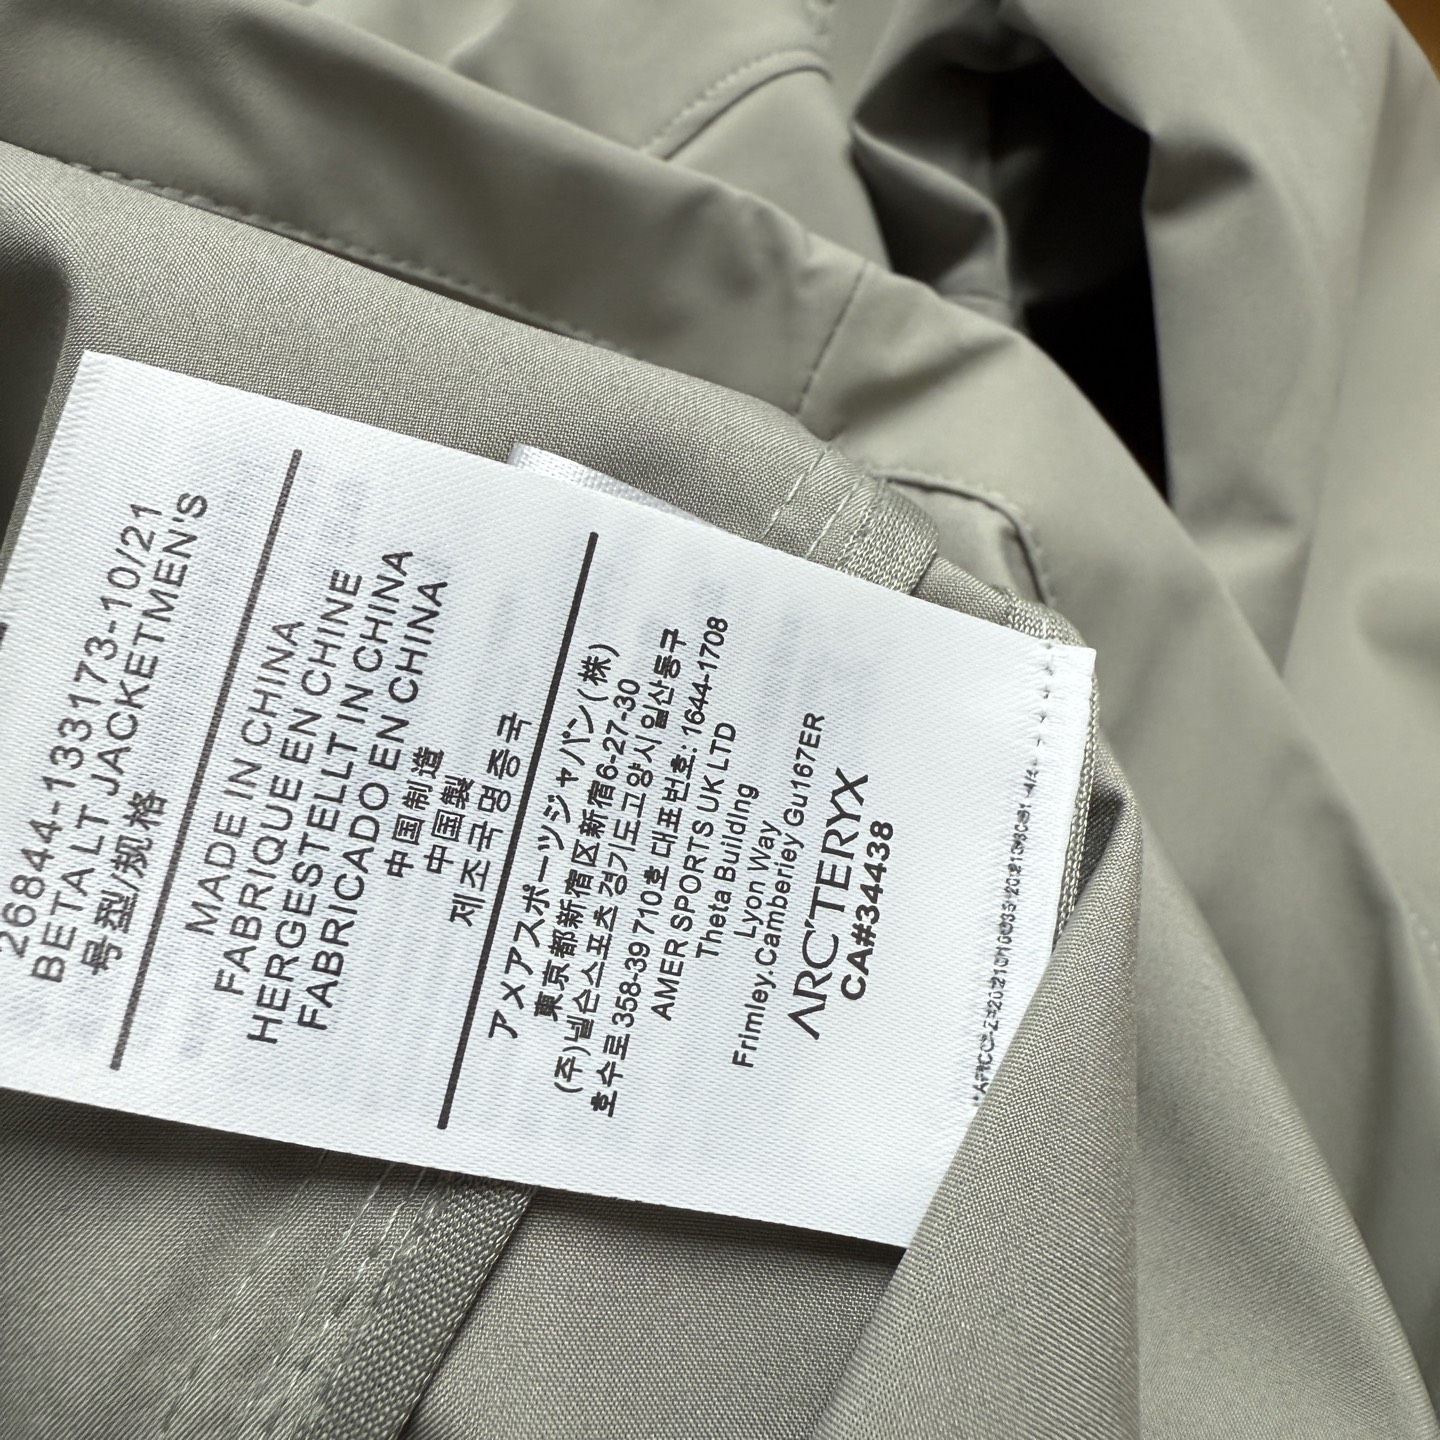 26844-133173-10/21
BETA LT JACKETMEN'S
号型/规格
MADE IN CHINA
FABRIQUE EN CHINE
HERGESTELLT IN CHINA
FABRICADO EN CHINA
中国制造
中国製
제조국명중국
アメアスポーツジャパン(株)
東京都新宿区新宿6-27-30
(주)넬슨스포츠 경기도고양시일산동구
호수로 358-39 710호 대표번호: 1644-1708
AMER SPORTS UK LTD
Theta Building
Lyon Way
Frimley.Camberley Gu167ER
ARC'TERYX
CA#34438